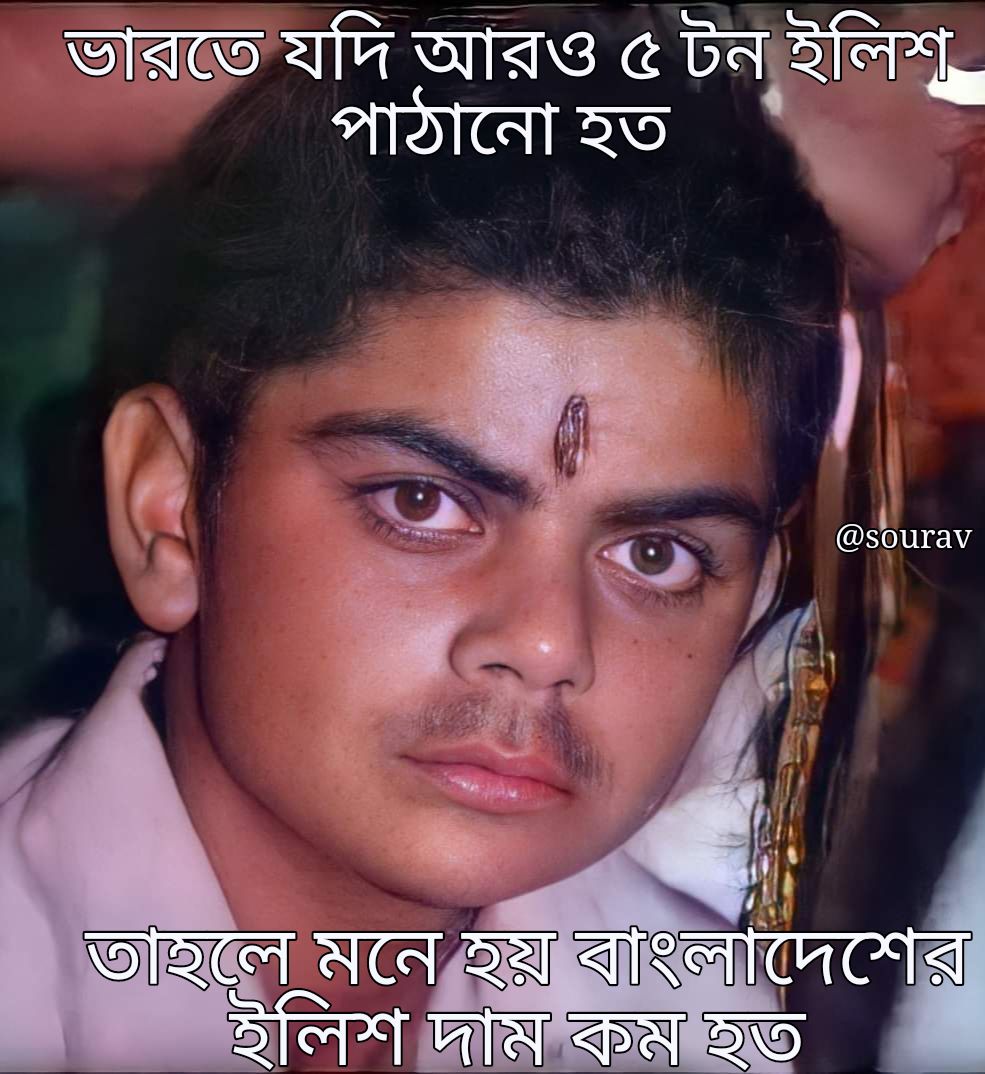 ভারতে যদি আরও ৫ টন ইলিশ
পাঠানো হত
@sourav
তাহলে মনে হয় বাংলাদেশের
ইলিশ দাম কম হত